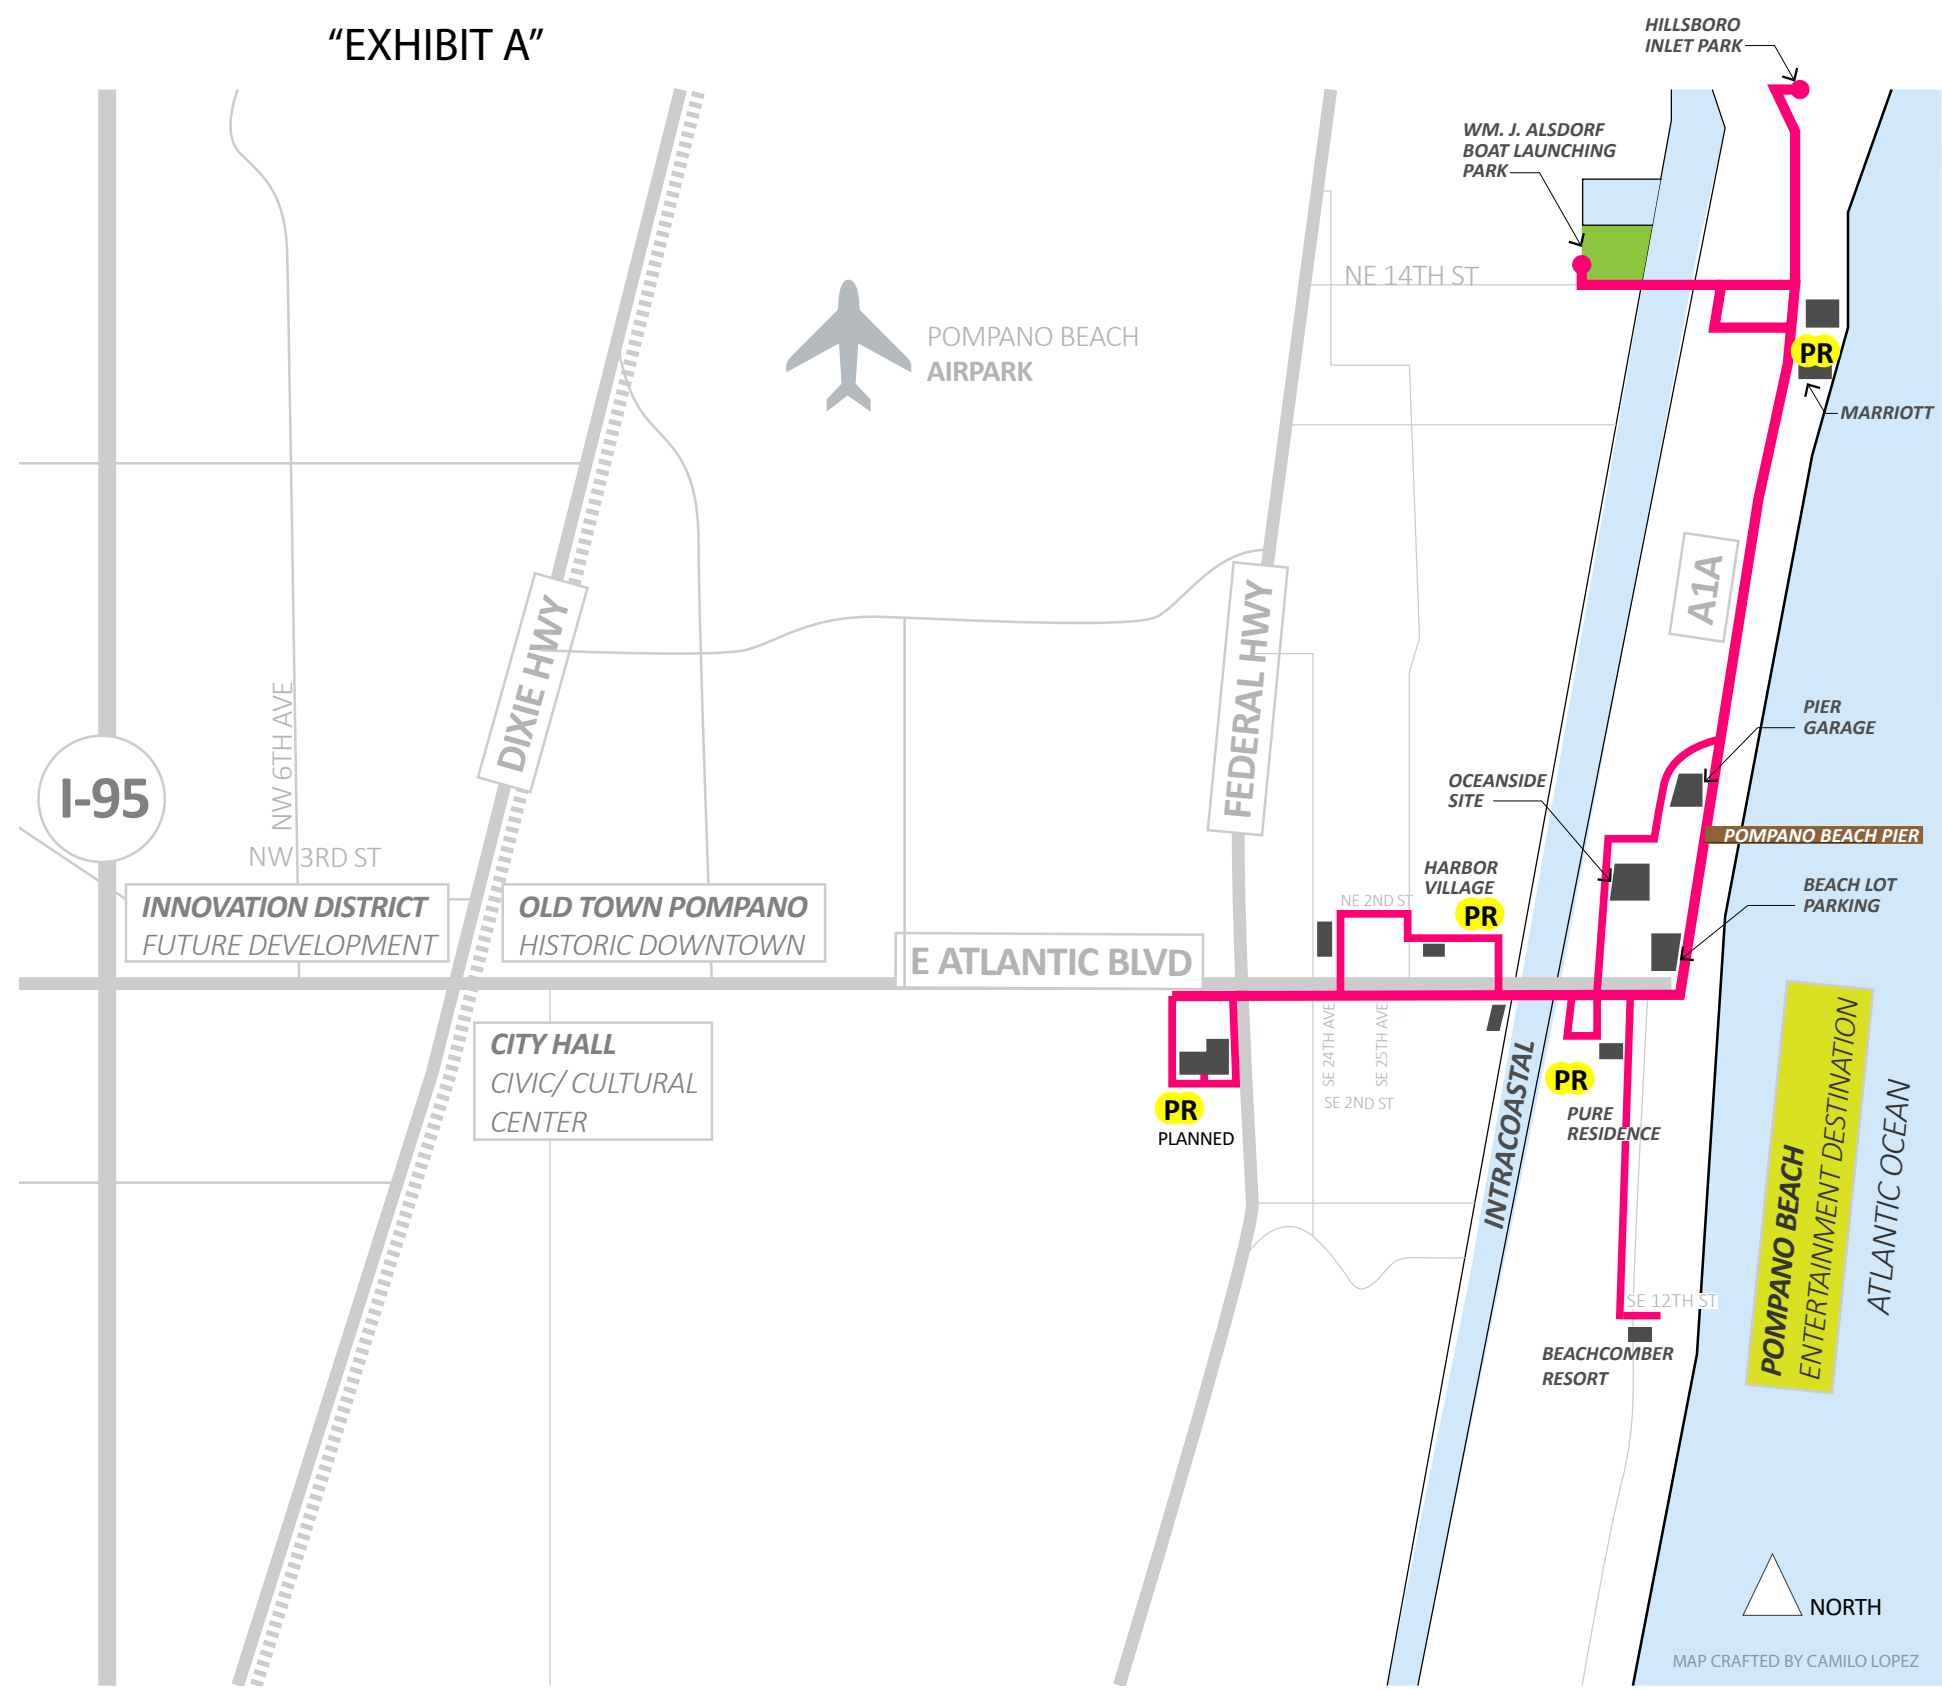 “EXHIBIT A”
HILLSBORO
INLET PARK
WM. J. ALSDORF
BOAT LAUNCHING
PARK
NE 14TH ST
POMPANO BEACH
AIRPARK
PR
MARRIOTT
A1A
DIXIE HWY
FEDERAL HWY
NW 6TH AVE
I-95
NW 3RD ST
PIER
GARAGE
OCEANSIDE
SITE
POMPANO BEACH PIER
HARBOR
VILLAGE
BEACH LOT
PARKING
NE 2ND ST
PR
INNOVATION DISTRICT
FUTURE DEVELOPMENT
OLD TOWN POMPANO
HISTORIC DOWNTOWN
E ATLANTIC BLVD
CITY HALL
CIVIC/ CULTURAL
CENTER
SE 24TH AVE
SE 25TH AVE
SE 2ND ST
PR
PLANNED
INTRACOASTAL
PR
PURE
RESIDENCE
POMPANO BEACH
ENTERTAINMENT DESTINATION
ATLANTIC OCEAN
SE 12TH ST
BEACHCOMBER
RESORT
NORTH
MAP CRAFTED BY CAMILO LOPEZ